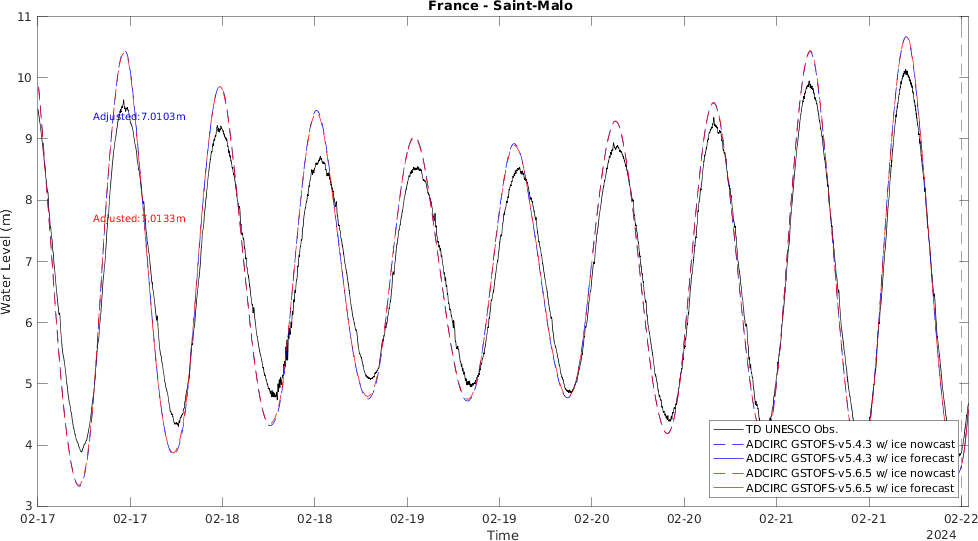 France - Saint-Malo
11
10
9
8
7
6
5
4
3
Water Level (m)
Adjusted:7.0103m
Adjusted:7.0133m
TD UNESCO Obs.
ADCIRC GSTOFS-v5.4.3 w/ ice nowcast
ADCIRC GSTOFS-v5.4.3 w/ ice forecast
ADCIRC GSTOFS-v5.6.5 w/ ice nowcast
ADCIRC GSTOFS-v5.6.5 w/ ice forecast
02-17 02-17 02-18 02-18 02-19 02-19 02-20 02-20 02-21 02-21 02-22
Time
2024